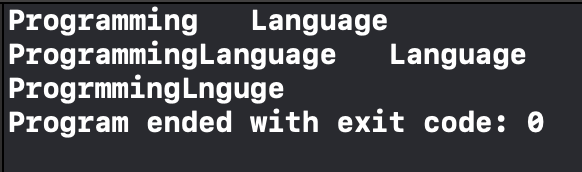 Programming   Language
ProgrammingLanguage   Language
ProgrmmingLnguge
Program ended with exit code: 0